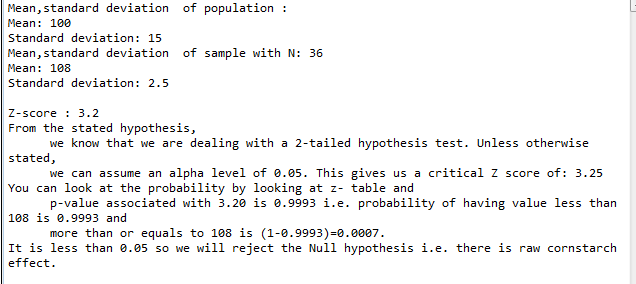 Mean,standard deviation  of population :
Mean: 100
Standard deviation: 15
Mean,standard deviation  of sample with N: 36
Mean: 108
Standard deviation: 2.5

Z-score : 3.2
From the stated hypothesis,
      we know that we are dealing with a 2-tailed hypothesis test. Unless otherwise
stated,
      we can assume an alpha level of 0.05. This gives us a critical Z score of: 3.25
You can look at the probability by looking at z- table and
      p-value associated with 3.20 is 0.9993 i.e. probability of having value less than
108 is 0.9993 and
      more than or equals to 108 is (1-0.9993)=0.0007.
It is less than 0.05 so we will reject the Null hypothesis i.e. there is raw cornstarch
effect.